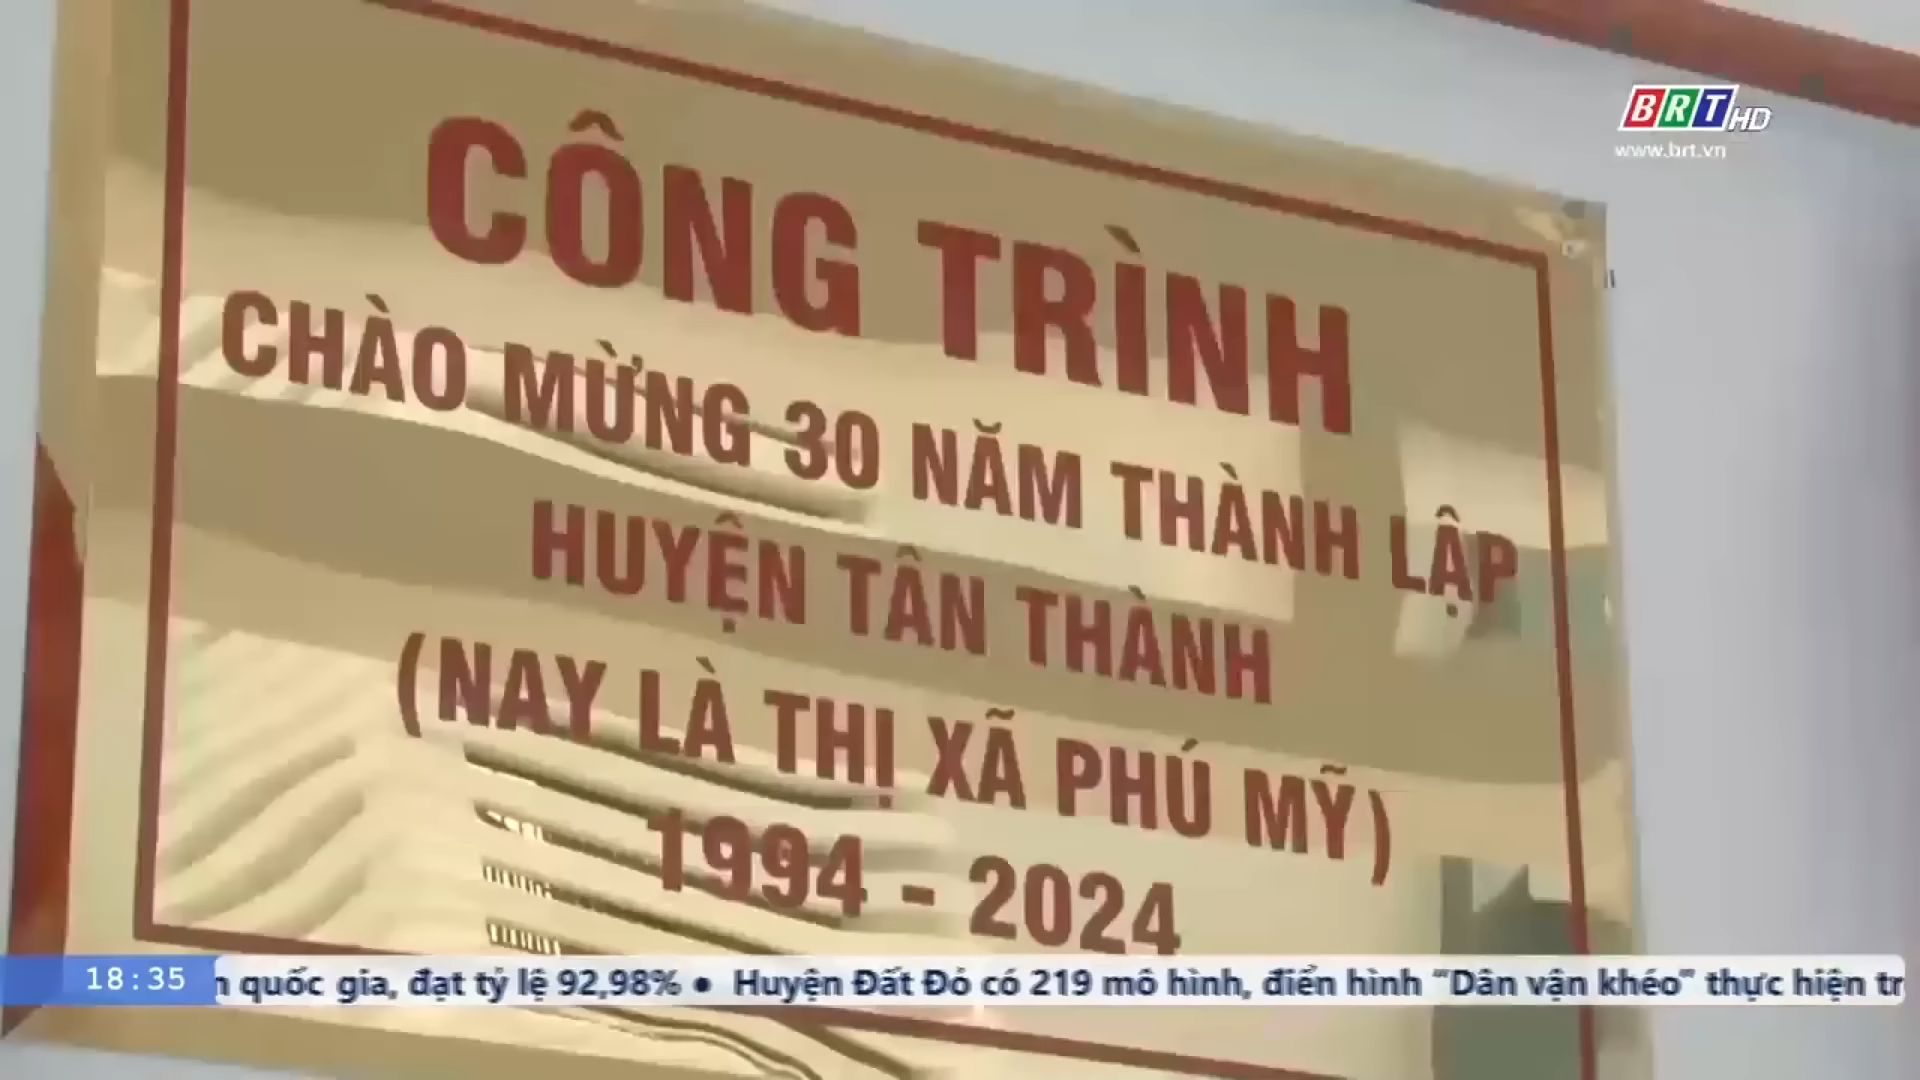 BRT HD
www.brt.vn
CÔNG TRÌNH
CHÀO MỪNG 30 NĂM THÀNH LẬP
HUYỆN TÂN THÀNH
(NAY LÀ THỊ XÃ PHÚ MỸ)
1994 - 2024
18:35 quốc gia, đạt tỷ lệ 92,98% • Huyện Đất Đỏ có 219 mô hình, điển hình “Dân vận khéo” thực hiện